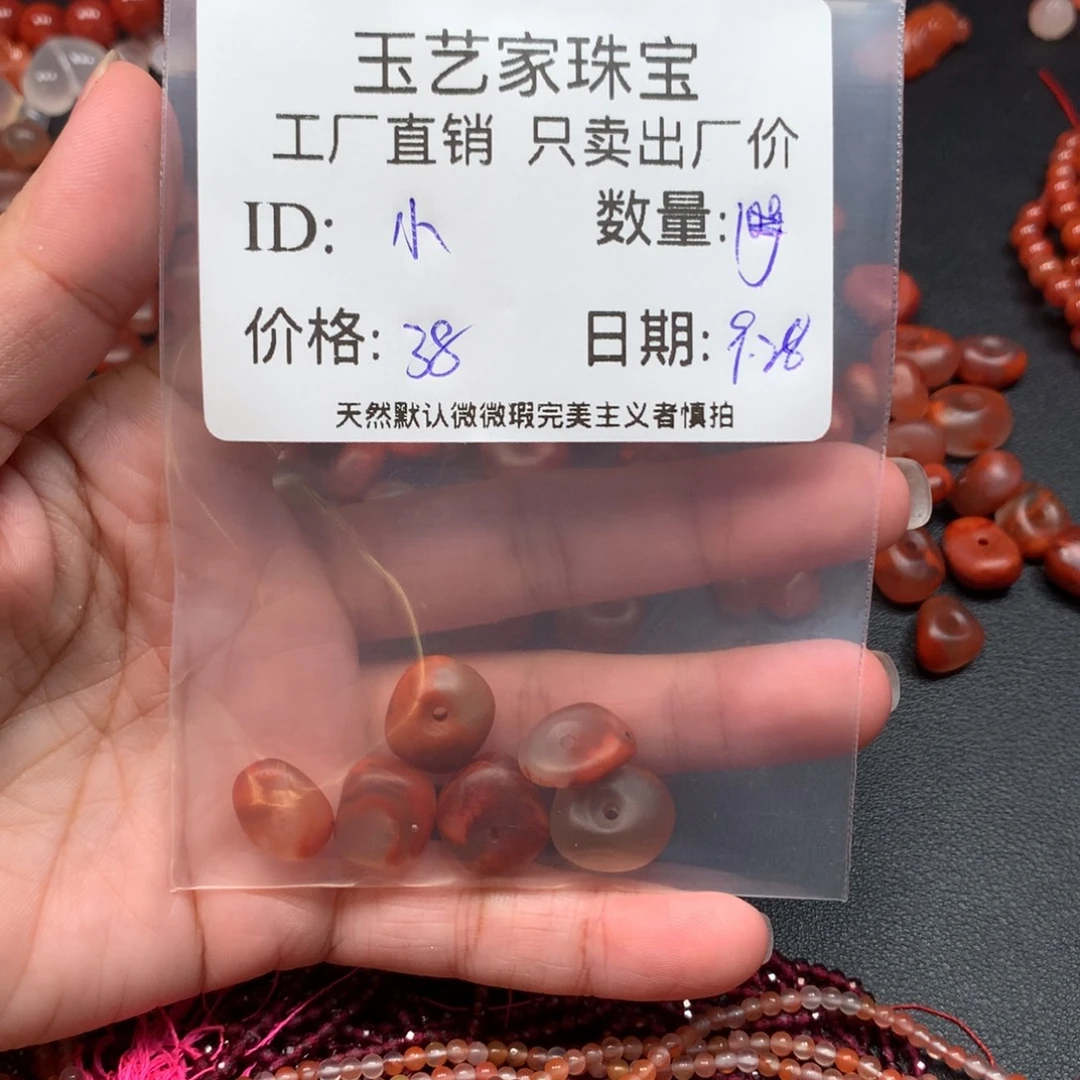 玉艺家珠宝
工厂直销 只卖出厂价
ID: 小 数量:
价格: 38 日期: 9.28
天然默认微微瑕完美主义者慎拍